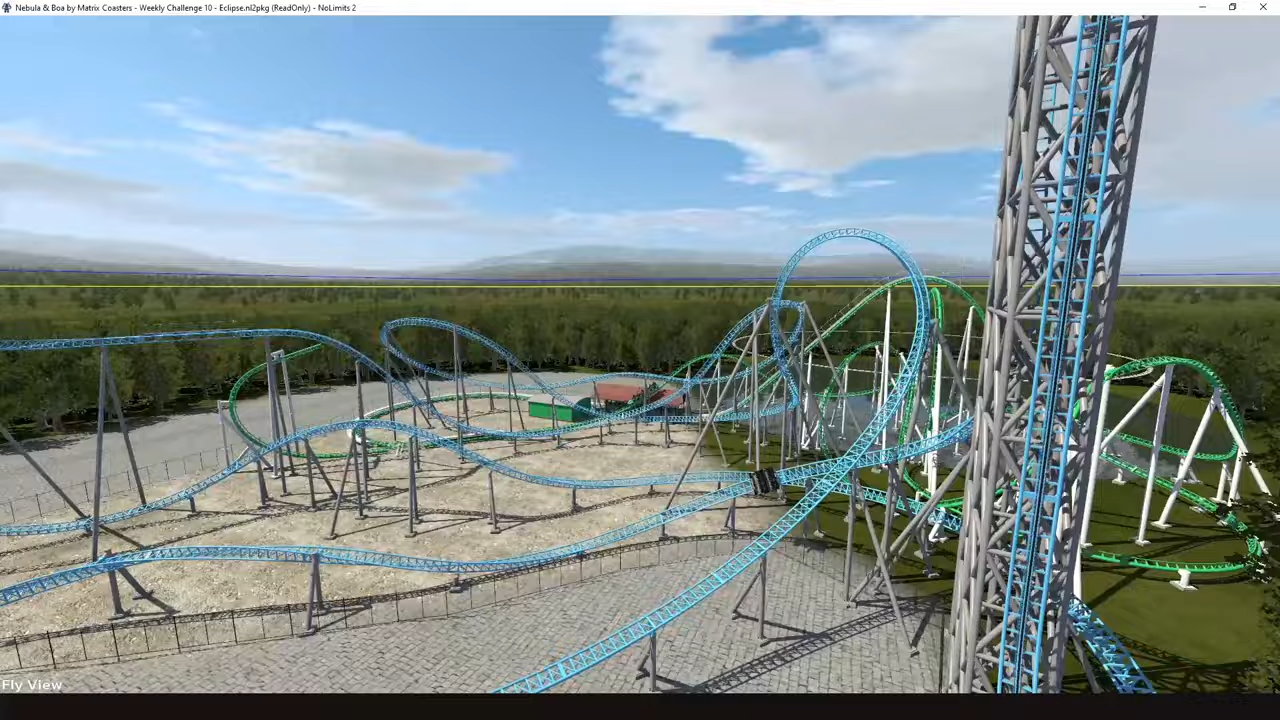 Nebula & Boa by Matrix Coasters - Weekly Challenge 10 - Eclipse.nl2pkg (ReadOnly) - NoLimits 2
Fly View